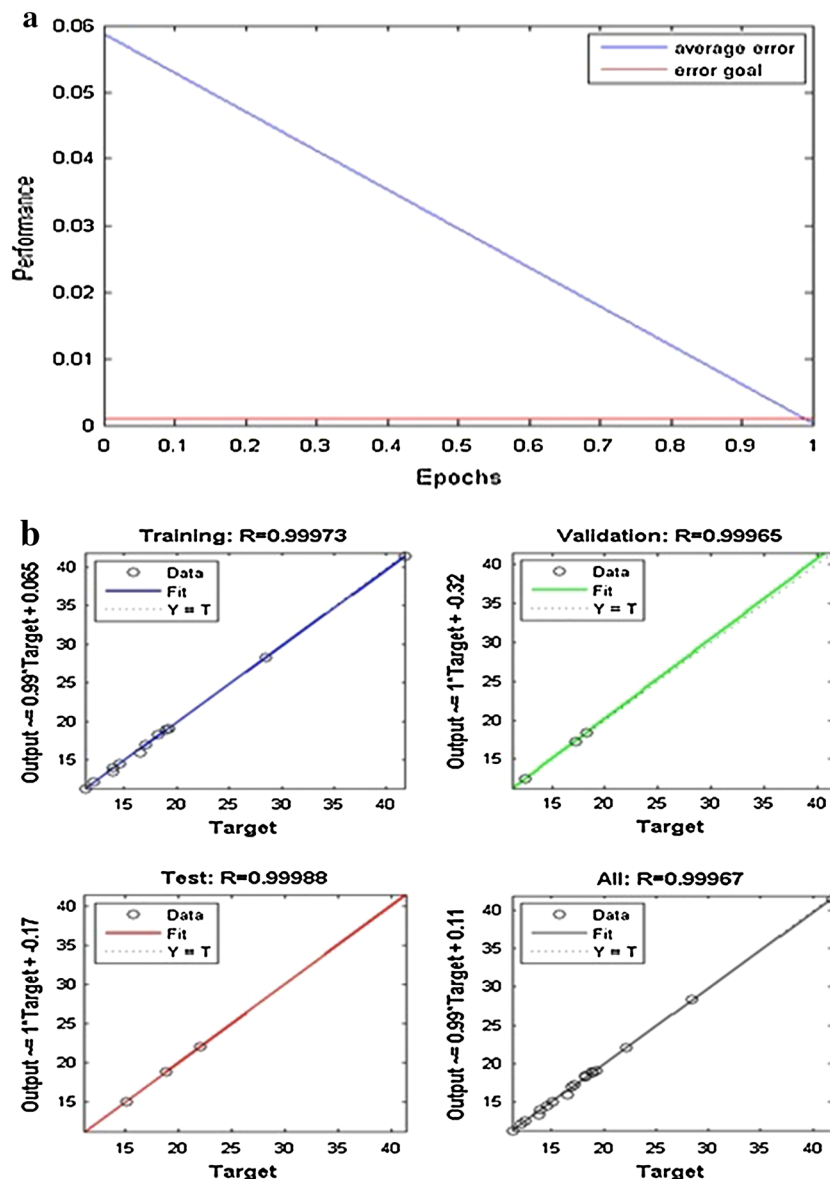 a
0.06
0.05
0.04
0.03
0.02
0.01
0
Performance
average error
error goal
0 0.1 0.2 0.3 0.4 0.5 0.6 0.7 0.8 0.9 1
Epochs
b
Training: R=0.99973
Output ~= 0.99*Target + 0.065
40
35
30
25
20
15
Data
Fit
Y = T
15 20 25 30 35 40
Target
Validation: R=0.99965
Output ~= 1*Target + -0.32
40
35
30
25
20
15
Data
Fit
Y = T
15 20 25 30 35 40
Target
Test: R=0.99988
Output ~= 1*Target + -0.17
40
35
30
25
20
15
Data
Fit
Y = T
15 20 25 30 35 40
Target
All: R=0.99967
Output ~= 0.99*Target + 0.11
40
35
30
25
20
15
Data
Fit
Y = T
15 20 25 30 35 40
Target